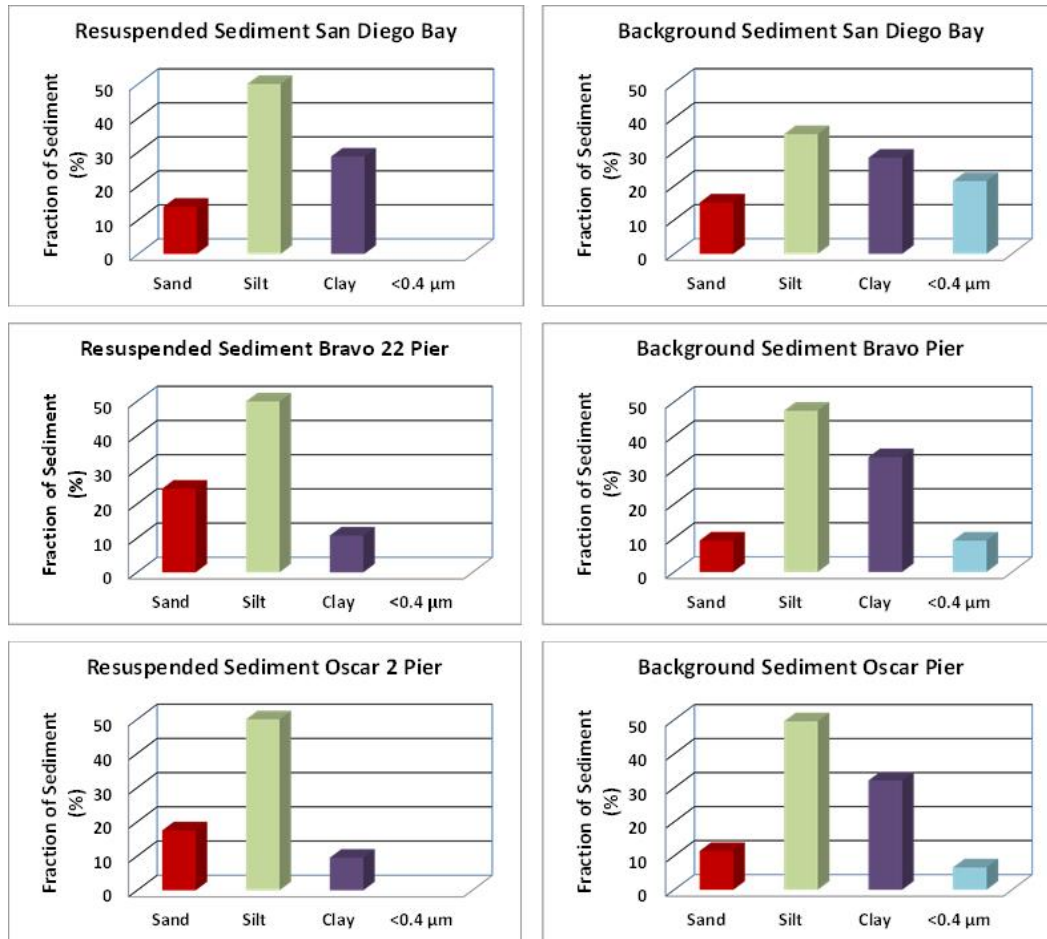 Resuspended Sediment San Diego Bay
Fraction of Sediment
(%)
50
40
30
20
10
0
Sand Silt Clay <0.4 µm
Background Sediment San Diego Bay
Fraction of Sediment
(%)
50
40
30
20
10
0
Sand Silt Clay <0.4 µm
Resuspended Sediment Bravo 22 Pier
Fraction of Sediment
(%)
50
40
30
20
10
0
Sand Silt Clay <0.4 µm
Background Sediment Bravo Pier
Fraction of Sediment
(%)
50
40
30
20
10
0
Sand Silt Clay <0.4 µm
Resuspended Sediment Oscar 2 Pier
Fraction of Sediment
(%)
50
40
30
20
10
0
Sand Silt Clay <0.4 µm
Background Sediment Oscar Pier
Fraction of Sediment
(%)
50
40
30
20
10
0
Sand Silt Clay <0.4 µm